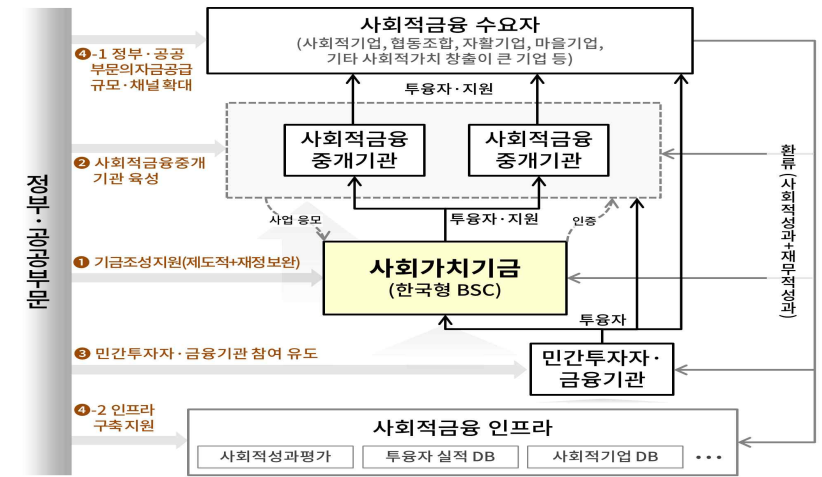 사회적금융 수요자
(사회적기업, 협동조합, 자활기업, 마을기업,
기타 사회적가치 창출이 큰 기업 등)
❹-1 정부·공공
부문의자금공급
규모·채널 확대
투융자·지원
사회적금융
중개기관
사회적금융
중개기관
❷ 사회적금융중개
기관 육성
환류(사회적성과+재무적성과)
정부·공공부문
사업 응모
투융자·지원
인증
❶ 기금조성지원(제도적+재정보완)
사회가치기금
(한국형 BSC)
투융자
❸ 민간투자자·금융기관 참여 유도
민간투자자·
금융기관
❹-2 인프라
구축 지원
사회적금융 인프라
사회적성과평가
투융자 실적 DB
사회적기업 DB
•••